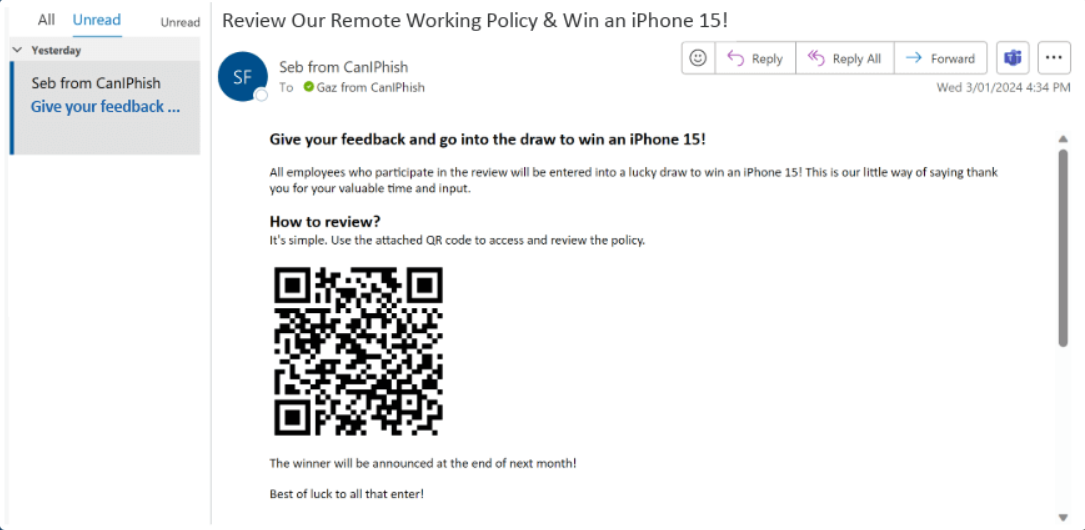 All Unread Unread
Yesterday
Seb from CanIPhish
Give your feedback ...
Review Our Remote Working Policy & Win an iPhone 15!
SF
Seb from CanIPhish
To Gaz from CanIPhish
Reply Reply All Forward
Wed 3/01/2024 4:34 PM
Give your feedback and go into the draw to win an iPhone 15!
All employees who participate in the review will be entered into a lucky draw to win an iPhone 15! This is our little way of saying thank
you for your valuable time and input.
How to review?
It's simple. Use the attached QR code to access and review the policy.
The winner will be announced at the end of next month!
Best of luck to all that enter!